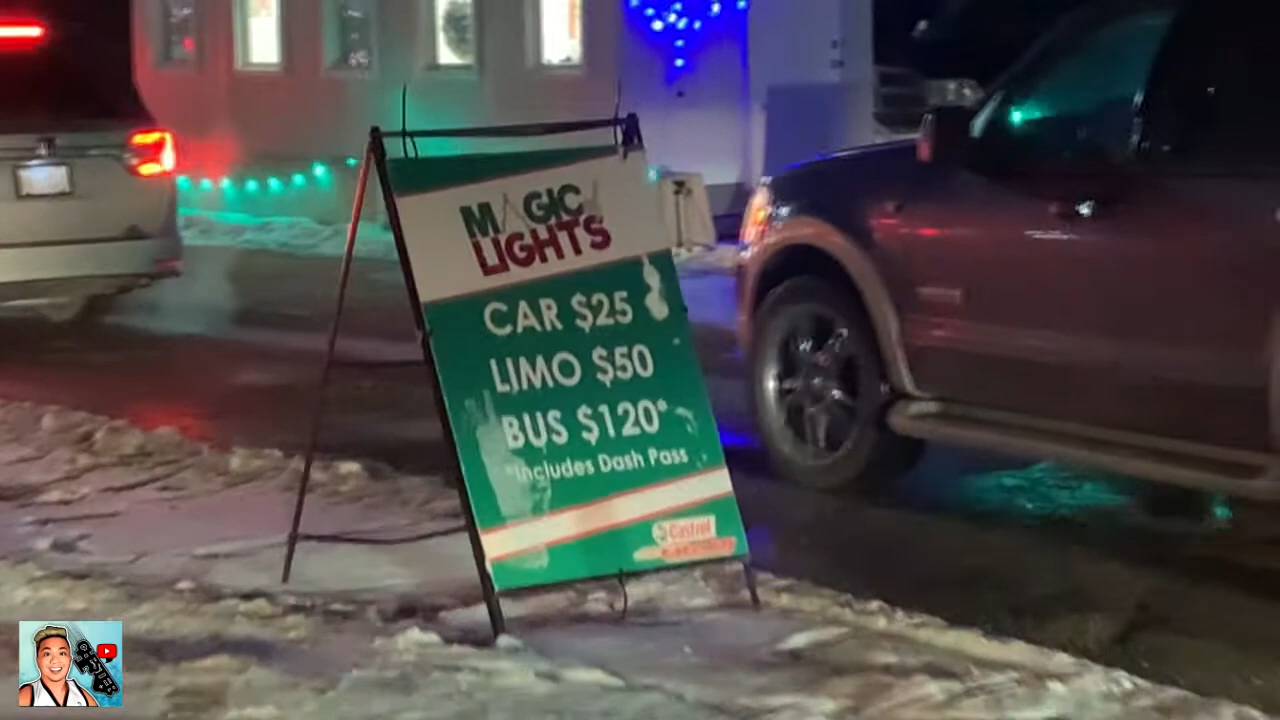 MAGIC
LIGHTS
CAR $25
LIMO $50
BUS $120*
*Includes Dash Pass
Castrol